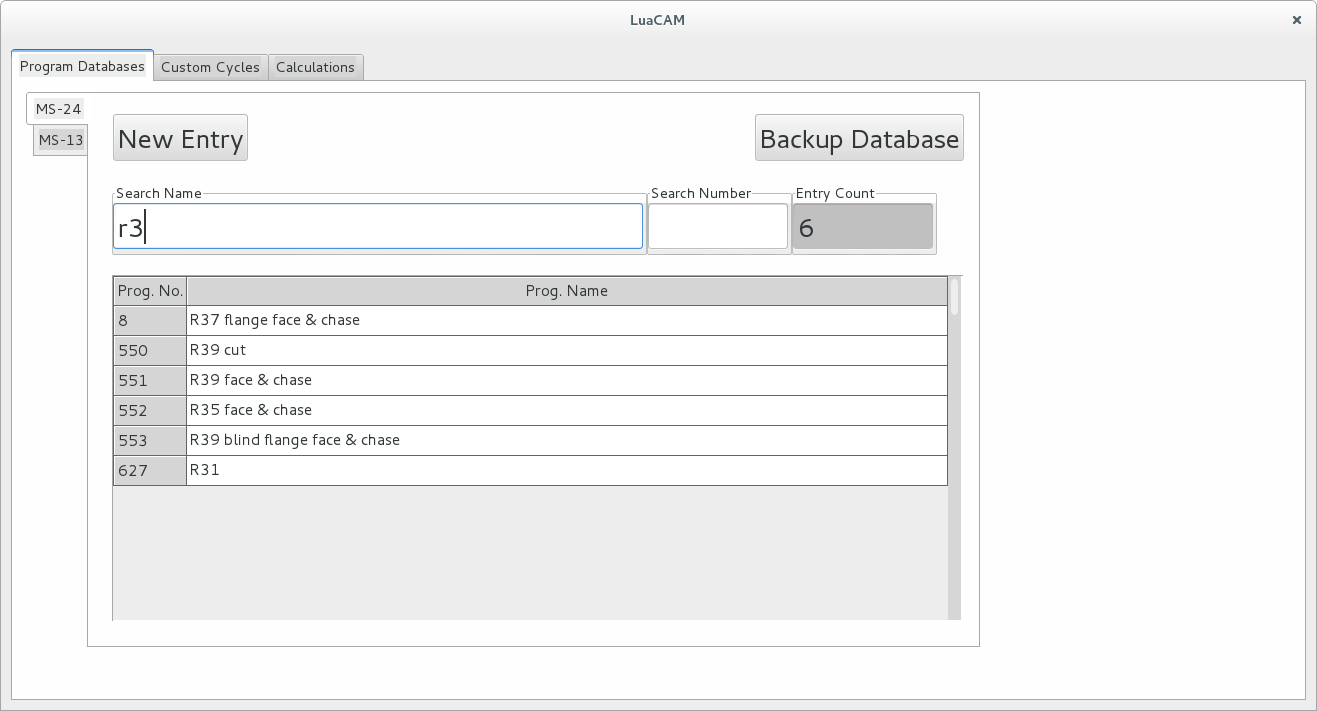 LuaCAM
Program Databases Custom Cycles Calculations
MS-24
MS-13
New Entry Backup Database
Search Name Search Number Entry Count
r3 6
Prog. No. Prog. Name
8 R37 flange face & chase
550 R39 cut
551 R39 face & chase
552 R35 face & chase
553 R39 blind flange face & chase
627 R31